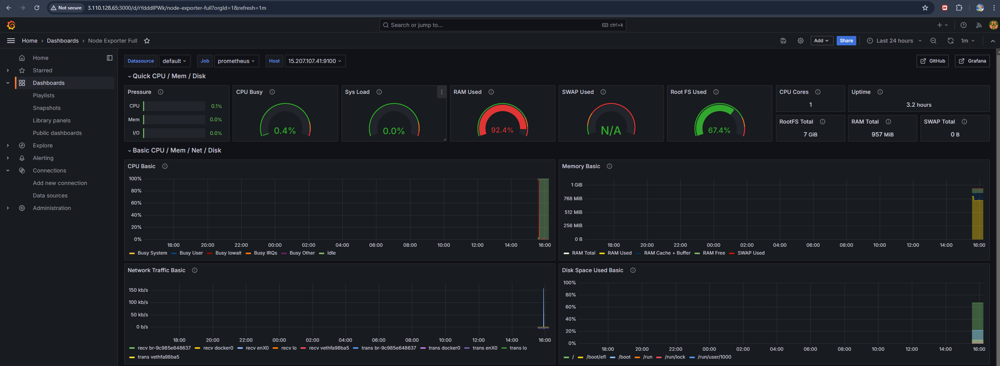 Not secure 3.110.128.65:3000/d/rYdddlPWk/node-exporter-full?orgId=1&refresh=1m
Search or jump to... ctrl+k
Home › Dashboards › Node Exporter Full
Add Share Last 24 hours 1m
Home
Starred
Dashboards
Playlists
Snapshots
Library panels
Public dashboards
Explore
Alerting
Connections
Add new connection
Data sources
Administration
Datasource default Job prometheus Host 15.207.107.41:9100 GitHub Grafana
Quick CPU / Mem / Disk
Pressure
CPU 0.1%
Mem 0.0%
I/O 0.0%
CPU Busy
0.4%
Sys Load
0.0%
RAM Used
92.4%
SWAP Used
N/A
Root FS Used
67.4%
CPU Cores
1
Uptime
3.2 hours
RootFS Total
7 GiB
RAM Total
957 MiB
SWAP Total
0 B
Basic CPU / Mem / Net / Disk
CPU Basic
100%
80%
60%
40%
20%
0%
18:00 20:00 22:00 00:00 02:00 04:00 06:00 08:00 10:00 12:00 14:00 16:00
Busy System Busy User Busy Iowait Busy IRQs Busy Other Idle
Memory Basic
1 GiB
768 MiB
512 MiB
256 MiB
0 B
18:00 20:00 22:00 00:00 02:00 04:00 06:00 08:00 10:00 12:00 14:00 16:00
RAM Total RAM Used RAM Cache + Buffer RAM Free SWAP Used
Network Traffic Basic
150 kb/s
100 kb/s
50 kb/s
0 b/s
18:00 20:00 22:00 00:00 02:00 04:00 06:00 08:00 10:00 12:00 14:00 16:00
recv br-9c985e648637 recv docker0 recv enX0 recv lo recv vethfa98ba5 trans br-9c985e648637 trans docker0 trans enX0 trans lo
trans vethfa98ba5
Disk Space Used Basic
100%
80%
60%
40%
20%
0%
18:00 20:00 22:00 00:00 02:00 04:00 06:00 08:00 10:00 12:00 14:00 16:00
/ /boot/efi /boot /run /run/lock /run/user/1000